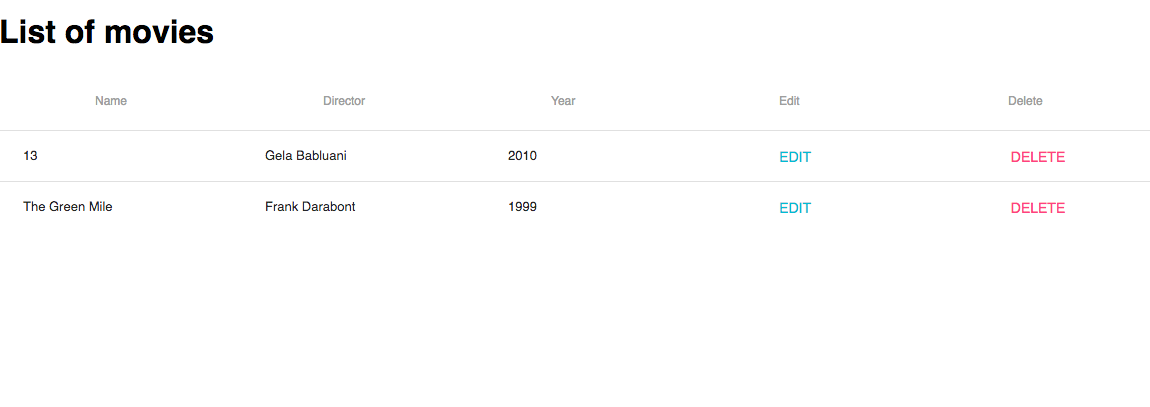 List of movies
Name Director Year Edit Delete
13 Gela Babluani 2010 EDIT DELETE
The Green Mile Frank Darabont 1999 EDIT DELETE